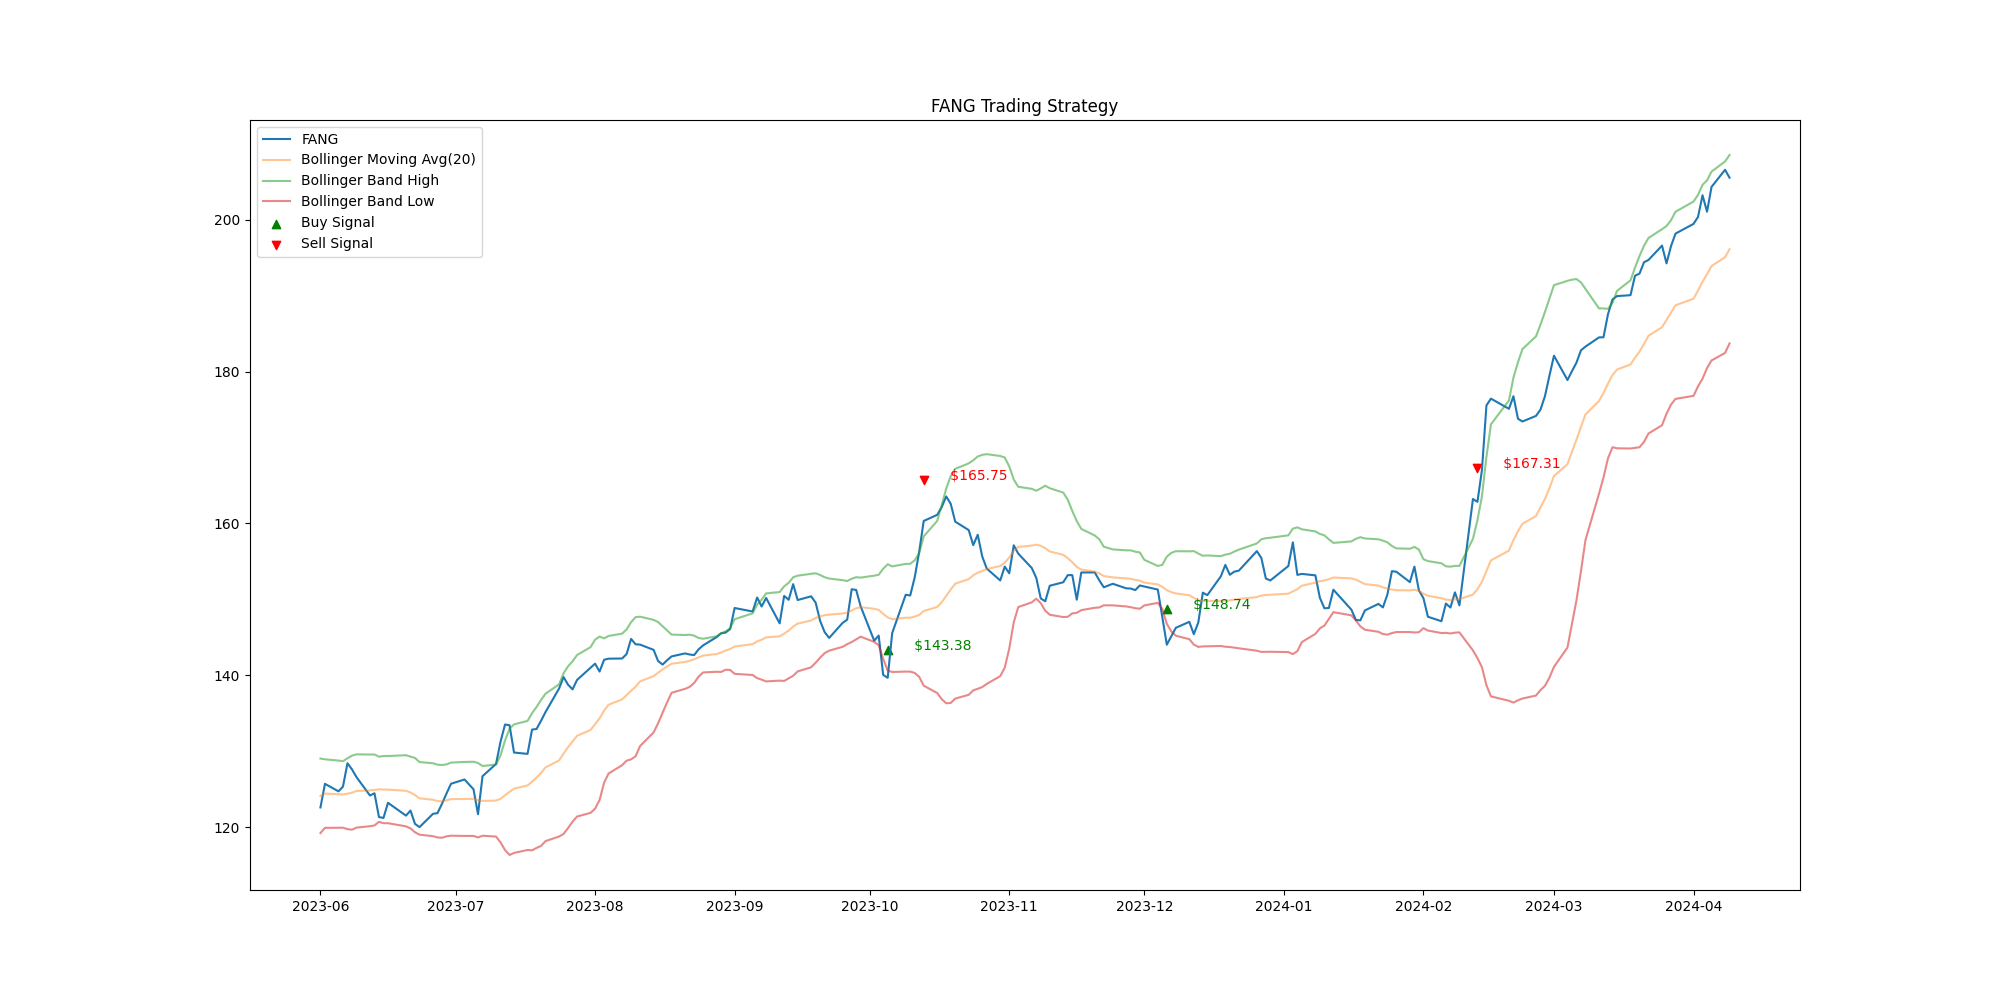 FANG Trading Strategy
FANG
Bollinger Moving Avg(20)
Bollinger Band High
Bollinger Band Low
Buy Signal
Sell Signal
200
180
160
140
120
$165.75
$167.31
$148.74
$143.38
2023-06 2023-07 2023-08 2023-09 2023-10 2023-11 2023-12 2024-01 2024-02 2024-03 2024-04